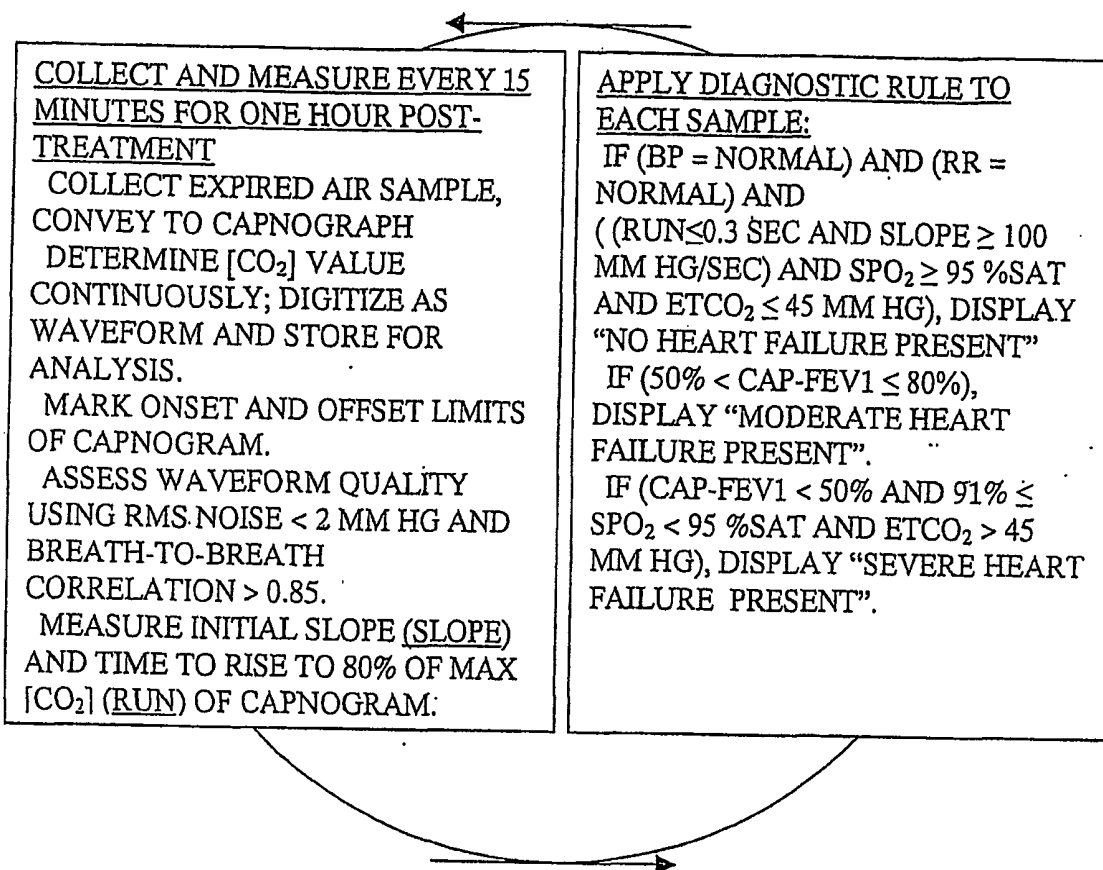 COLLECT AND MEASURE EVERY 15
MINUTES FOR ONE HOUR POST-
TREATMENT
COLLECT EXPIRED AIR SAMPLE,
CONVEY TO CAPNOGRAPH
DETERMINE [CO₂] VALUE
CONTINUOUSLY; DIGITIZE AS
WAVEFORM AND STORE FOR
ANALYSIS.
MARK ONSET AND OFFSET LIMITS
OF CAPNOGRAM.
ASSESS WAVEFORM QUALITY
USING RMS NOISE < 2 MM HG AND
BREATH-TO-BREATH
CORRELATION > 0.85.
MEASURE INITIAL SLOPE (SLOPE)
AND TIME TO RISE TO 80% OF MAX
[CO₂] (RUN) OF CAPNOGRAM.
APPLY DIAGNOSTIC RULE TO
EACH SAMPLE:
IF (BP = NORMAL) AND (RR =
NORMAL) AND
( (RUN≤0.3 SEC AND SLOPE ≥ 100
MM HG/SEC) AND SPO₂ ≥ 95 %SAT
AND ETCO₂ ≤ 45 MM HG), DISPLAY
“NO HEART FAILURE PRESENT”
IF (50% < CAP-FEV1 ≤ 80%),
DISPLAY “MODERATE HEART
FAILURE PRESENT”.
IF (CAP-FEV1 < 50% AND 91% ≤
SPO₂ < 95 %SAT AND ETCO₂ > 45
MM HG), DISPLAY “SEVERE HEART
FAILURE PRESENT”.